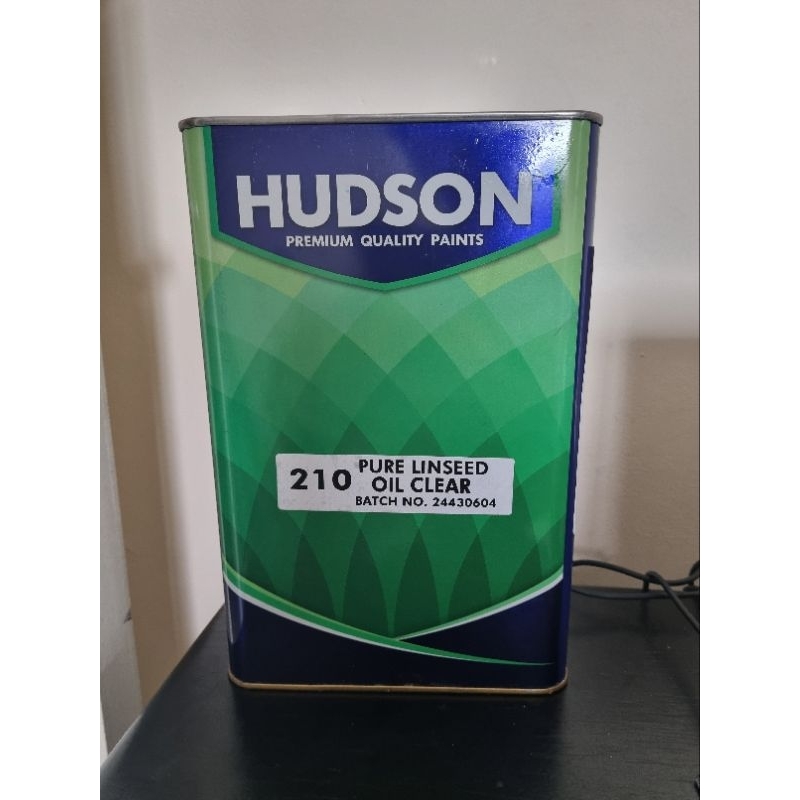 HUDSON
PREMIUM QUALITY PAINTS
210 PURE LINSEED
OIL CLEAR
BATCH NO. 24430604